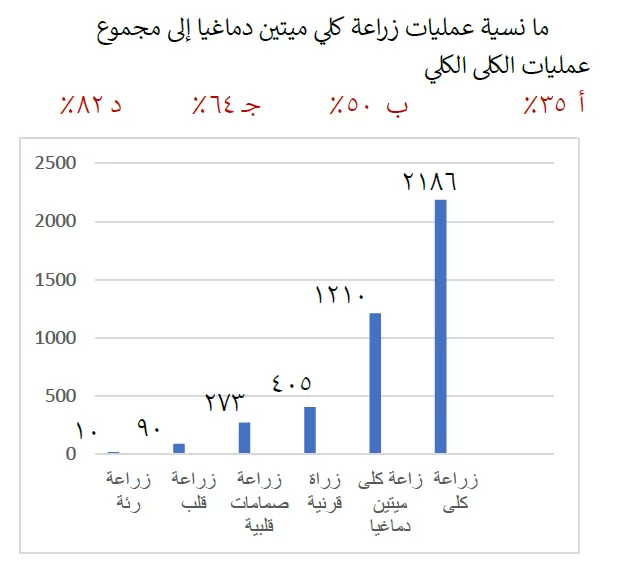 ما نسية عمليات زراعة كلي ميتين دماغيا إلى مجموع
عمليات الكلى الكلي
أ ٣٥٪ ب ٥٠٪ جـ ٦٤٪ د ٨٢٪
2500
٢١٨٦
2000
1500
١٢١٠
1000
500
٤٠٥
٢٧٣
٩٠
١٠
0
زراعة كلى
زاعة كلى ميتين دماغيا
زراة قرنية
زراعة صمامات قلبية
زراعة قلب
زراعة رئة